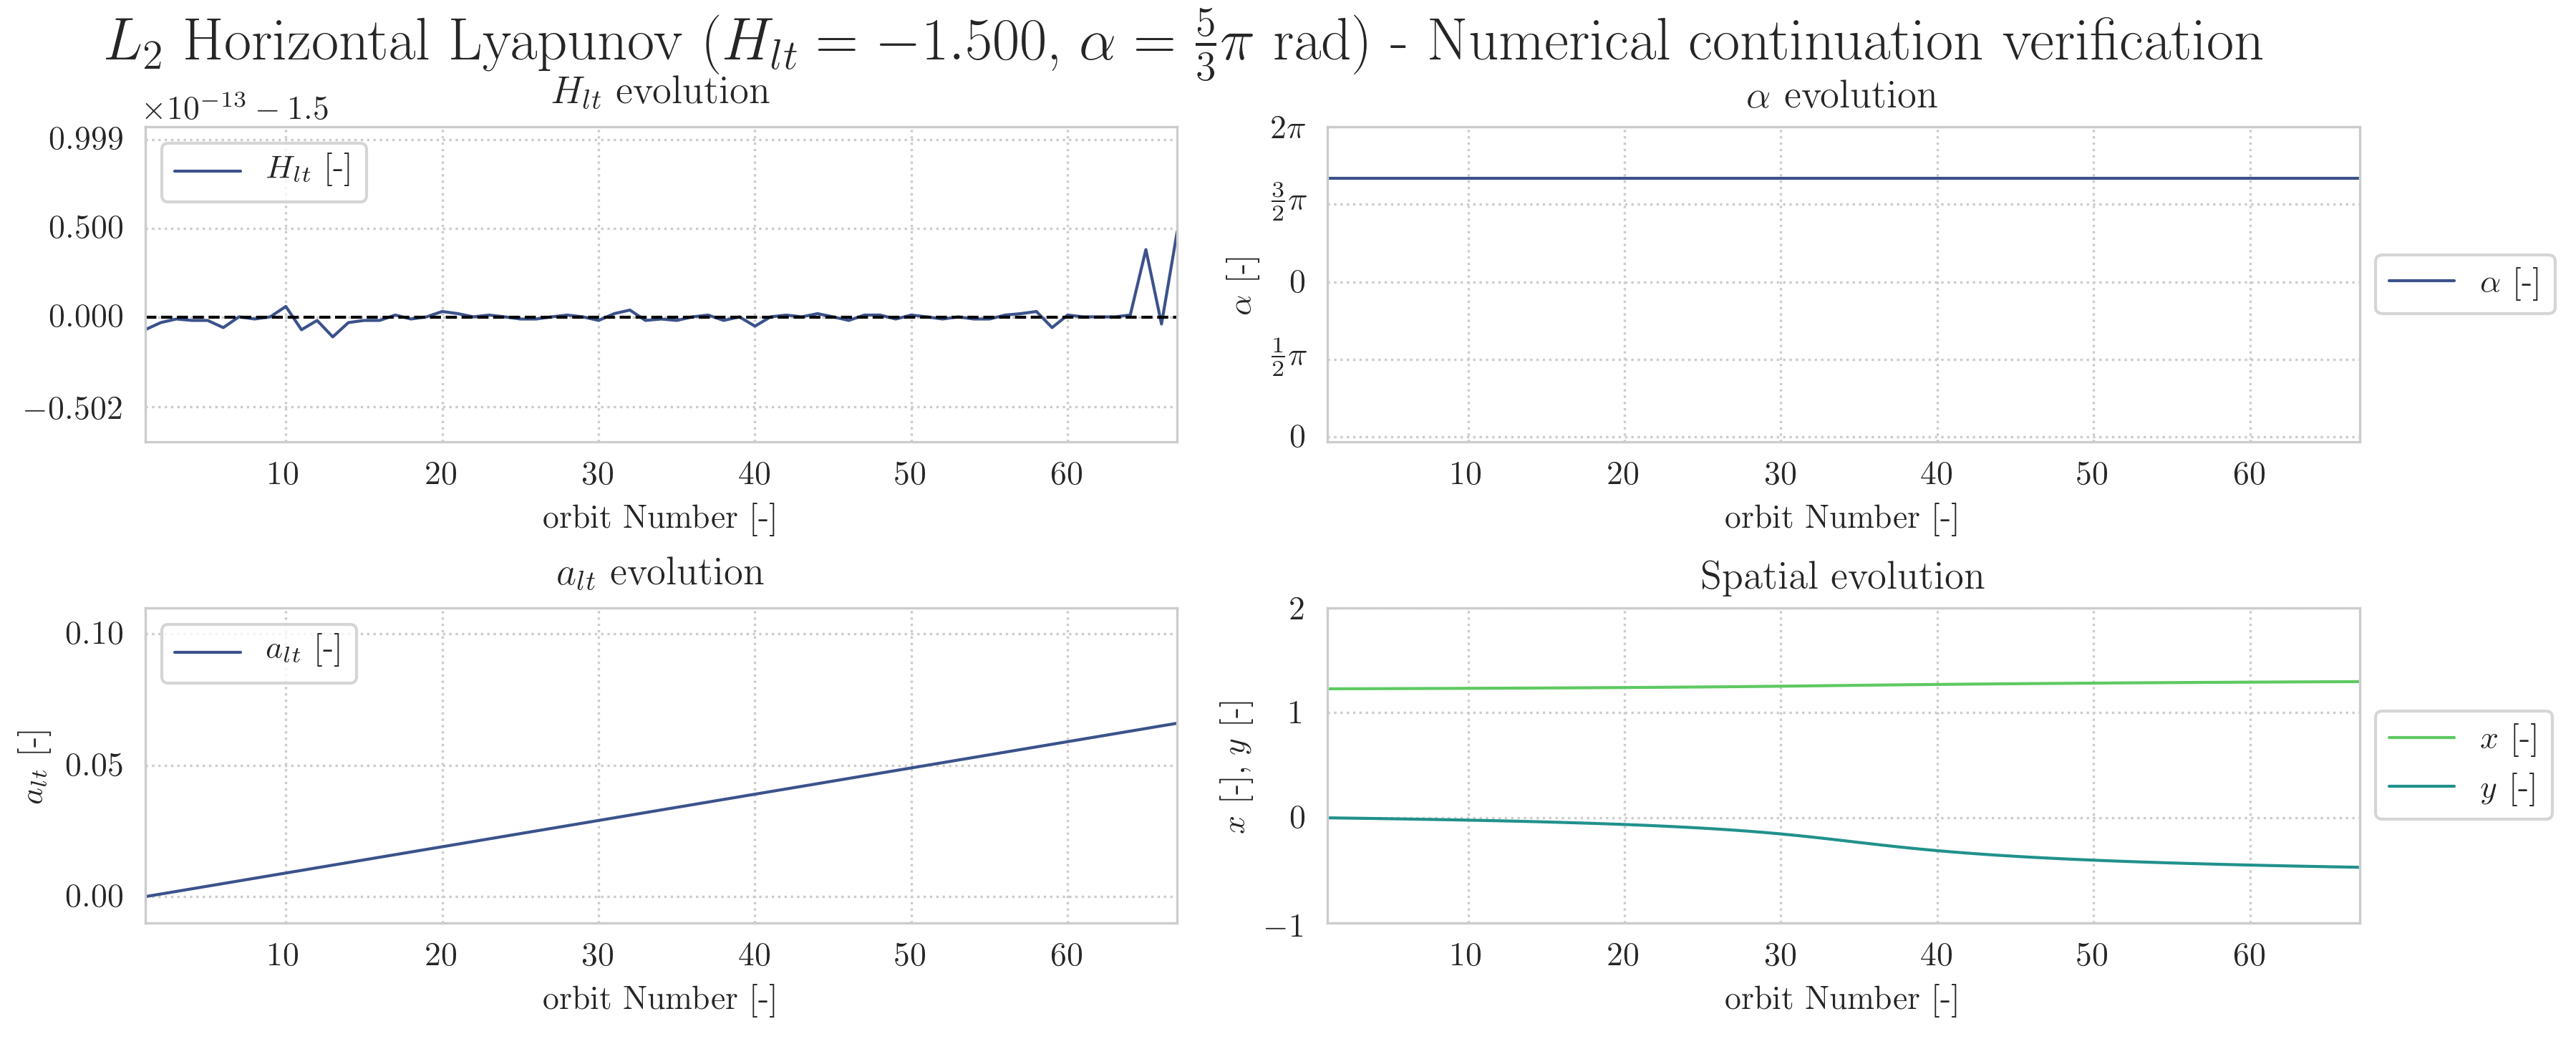 L₂ Horizontal Lyapunov (H_lt = −1.500, α = 5/3 π rad) - Numerical continuation verification
H_lt evolution
×10⁻¹³ − 1.5
0.999
0.500
0.000
−0.502
H_lt [-]
10 20 30 40 50 60
orbit Number [-]
α evolution
2π
3/2 π
0
1/2 π
0
α [-]
α [-]
10 20 30 40 50 60
orbit Number [-]
a_lt evolution
0.10
0.05
0.00
a_lt [-]
a_lt [-]
10 20 30 40 50 60
orbit Number [-]
Spatial evolution
2
1
0
−1
x [-], y [-]
x [-]
y [-]
10 20 30 40 50 60
orbit Number [-]